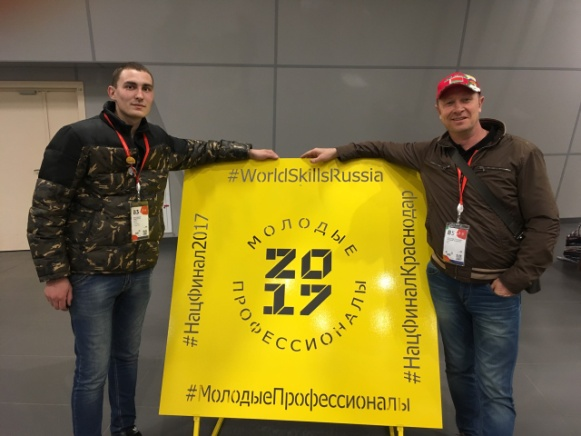 #WorldSkillsRussia
#НацФинал2017
МОЛОДЫЕ
2017
ПРОФЕССИОНАЛЫ
#НацФиналКраснодар
#МолодыеПрофессионалы